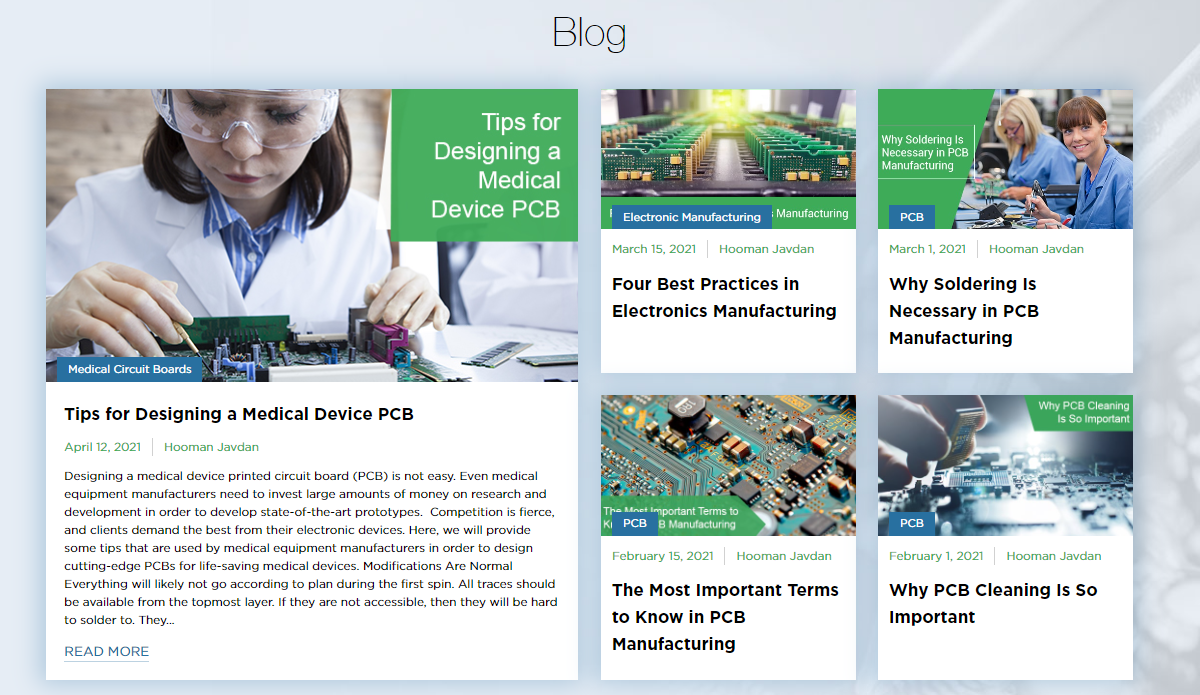 Blog
Tips for
Designing a
Medical
Device PCB
Medical Circuit Boards
Tips for Designing a Medical Device PCB
April 12, 2021
Hooman Javdan
Designing a medical device printed circuit board (PCB) is not easy. Even medical
equipment manufacturers need to invest large amounts of money on research and
development in order to develop state-of-the-art prototypes.  Competition is fierce,
and clients demand the best from their electronic devices. Here, we will provide
some tips that are used by medical equipment manufacturers in order to design
cutting-edge PCBs for life-saving medical devices. Modifications Are Normal
Everything will likely not go according to plan during the first spin. All traces should
be available from the topmost layer. If they are not accessible, then they will be hard
to solder to. They...
READ MORE
Manufacturing
Electronic Manufacturing
March 15, 2021
Hooman Javdan
Four Best Practices in
Electronics Manufacturing
Why Soldering Is
Necessary in PCB
Manufacturing
PCB
March 1, 2021
Hooman Javdan
Why Soldering Is
Necessary in PCB
Manufacturing
The Most Important Terms to
B Manufacturing
PCB
February 15, 2021
Hooman Javdan
The Most Important Terms
to Know in PCB
Manufacturing
Why PCB Cleaning
Is So Important
PCB
February 1, 2021
Hooman Javdan
Why PCB Cleaning Is So
Important